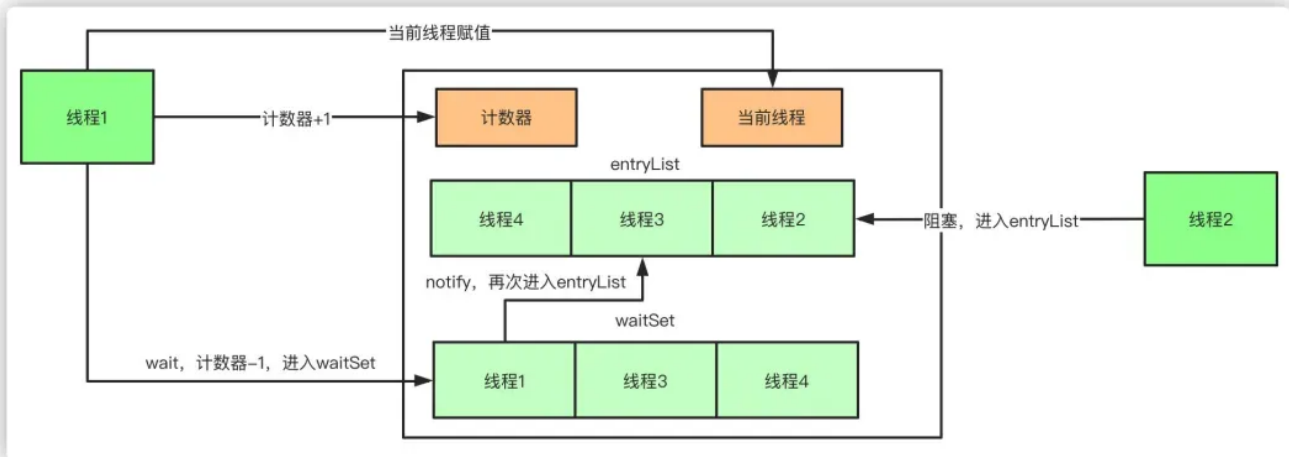 当前线程赋值
线程1
计数器+1
计数器
当前线程
entryList
线程4
线程3
线程2
阻塞，进入entryList
线程2
notify，再次进入entryList
waitSet
wait，计数器-1，进入waitSet
线程1
线程3
线程4